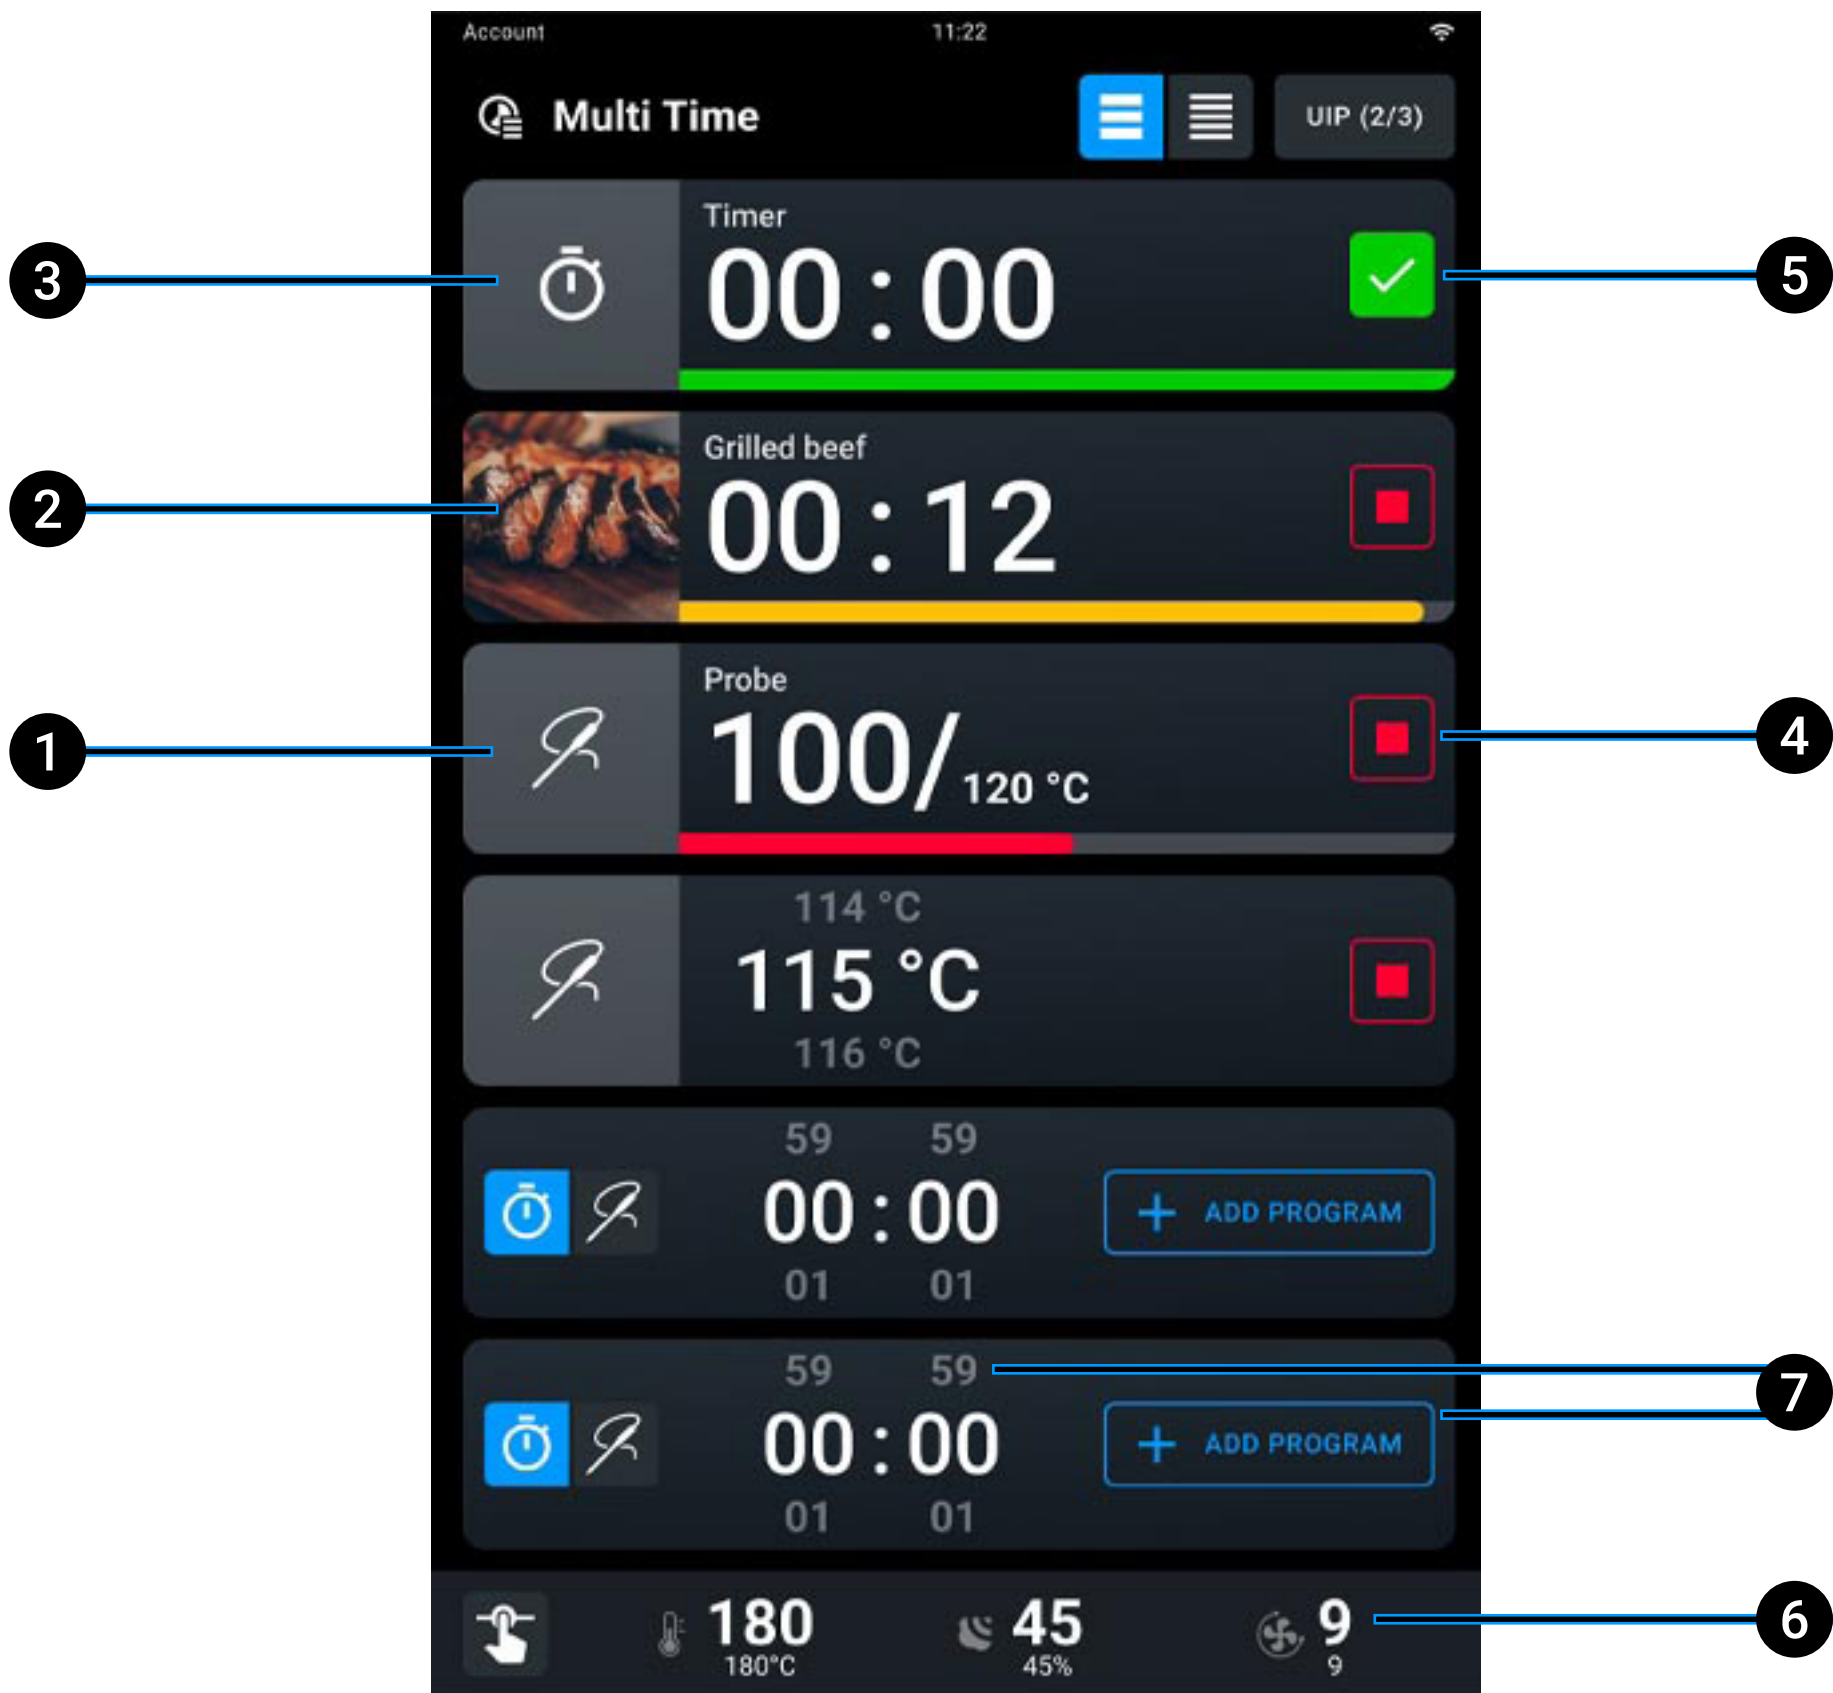 Account 11:22
Multi Time UIP (2/3)
Timer
3 00:00 5
Grilled beef
2 00:12
Probe
1 100/120 °C 4
114 °C
115 °C
116 °C
59 59
00:00 + ADD PROGRAM
01 01
59 59
7
00:00 + ADD PROGRAM
01 01
180 45 9 6
180°C 45% 9